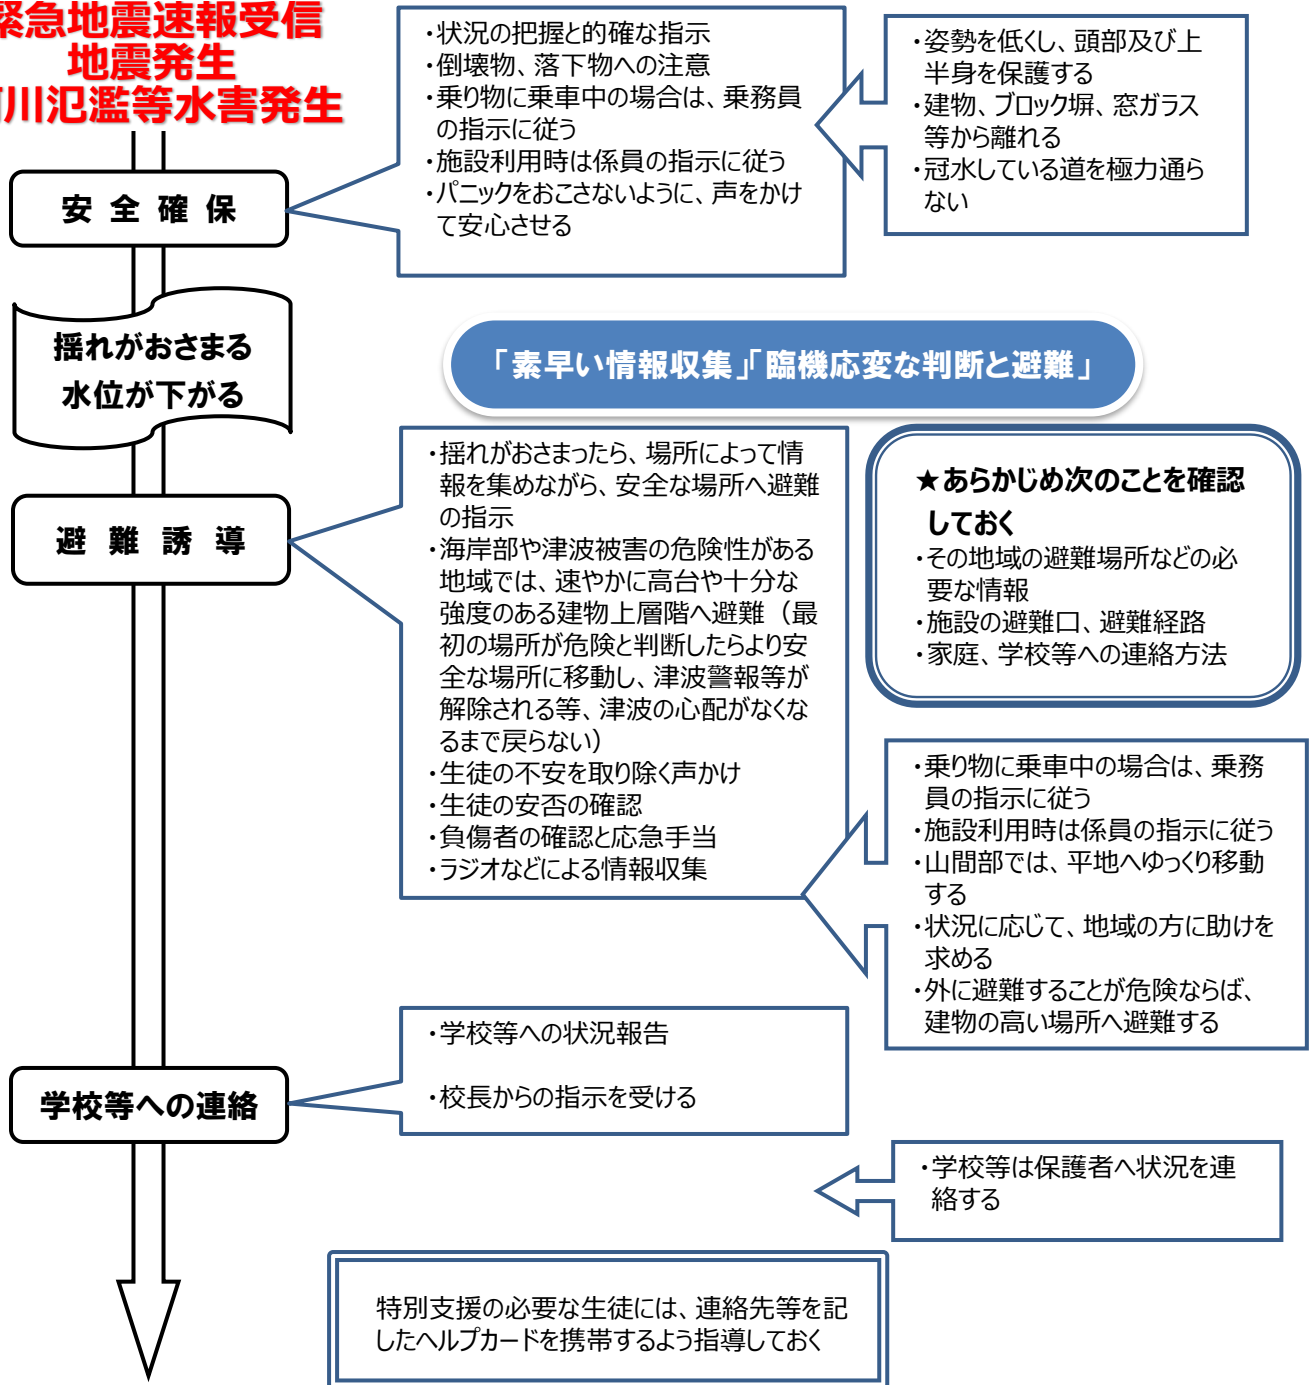 緊急地震速報受信
地震発生
河川氾濫等水害発生
安全確保
・状況の把握と的確な指示
・倒壊物、落下物への注意
・乗り物に乗車中の場合は、乗務員
の指示に従う
・施設利用時は係員の指示に従う
・パニックをおこさないように、声をかけ
て安心させる
・姿勢を低くし、頭部及び上
半身を保護する
・建物、ブロック塀、窓ガラス
等から離れる
・冠水している道を極力通ら
ない
揺れがおさまる
水位が下がる
「素早い情報収集」「臨機応変な判断と避難」
避難誘導
・揺れがおさまったら、場所によって情
報を集めながら、安全な場所へ避難
の指示
・海岸部や津波被害の危険性がある
地域では、速やかに高台や十分な
強度のある建物上層階へ避難（最
初の場所が危険と判断したらより安
全な場所に移動し、津波警報等が
解除される等、津波の心配がなくな
るまで戻らない）
・生徒の不安を取り除く声かけ
・生徒の安否の確認
・負傷者の確認と応急手当
・ラジオなどによる情報収集
★あらかじめ次のことを確認
しておく
・その地域の避難場所などの必
要な情報
・施設の避難口、避難経路
・家庭、学校等への連絡方法
・乗り物に乗車中の場合は、乗務
員の指示に従う
・施設利用時は係員の指示に従う
・山間部では、平地へゆっくり移動
する
・状況に応じて、地域の方に助けを
求める
・外に避難することが危険ならば、
建物の高い場所へ避難する
学校等への連絡
・学校等への状況報告
・校長からの指示を受ける
・学校等は保護者へ状況を連
絡する
特別支援の必要な生徒には、連絡先等を記
したヘルプカードを携帯するよう指導しておく